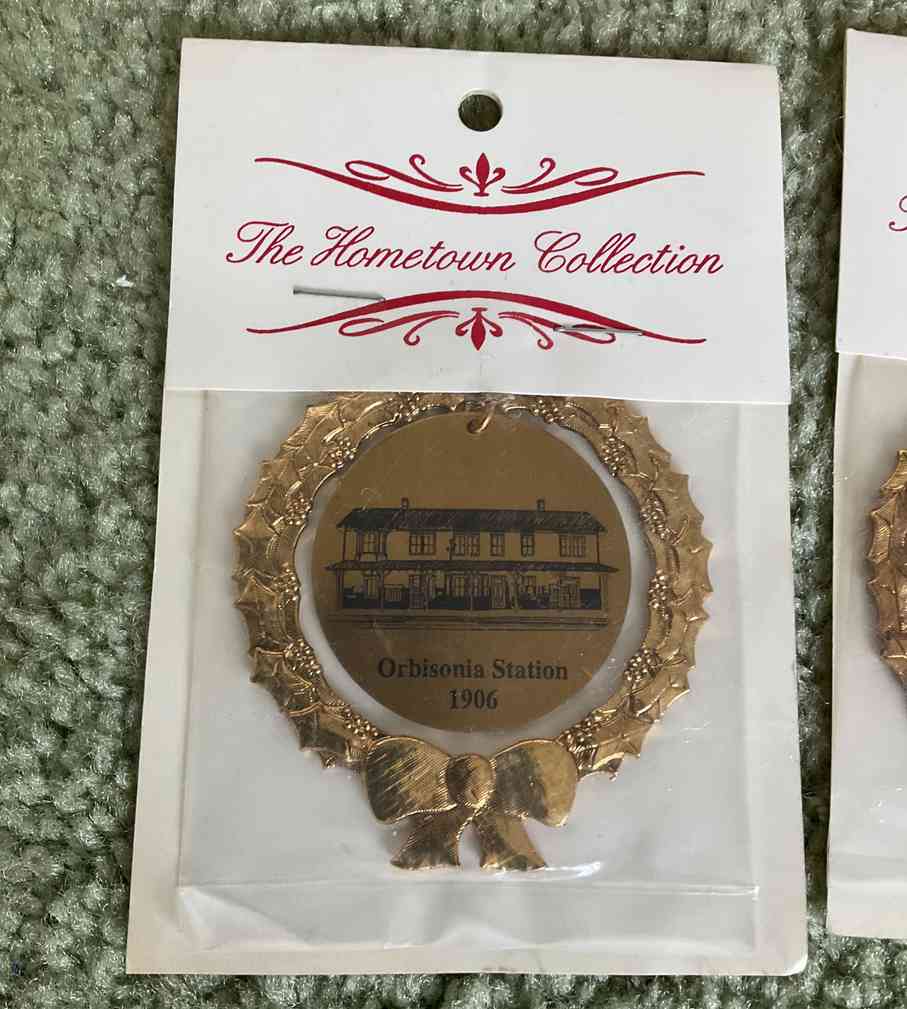 The Hometown Collection
Orbisonia Station
1906